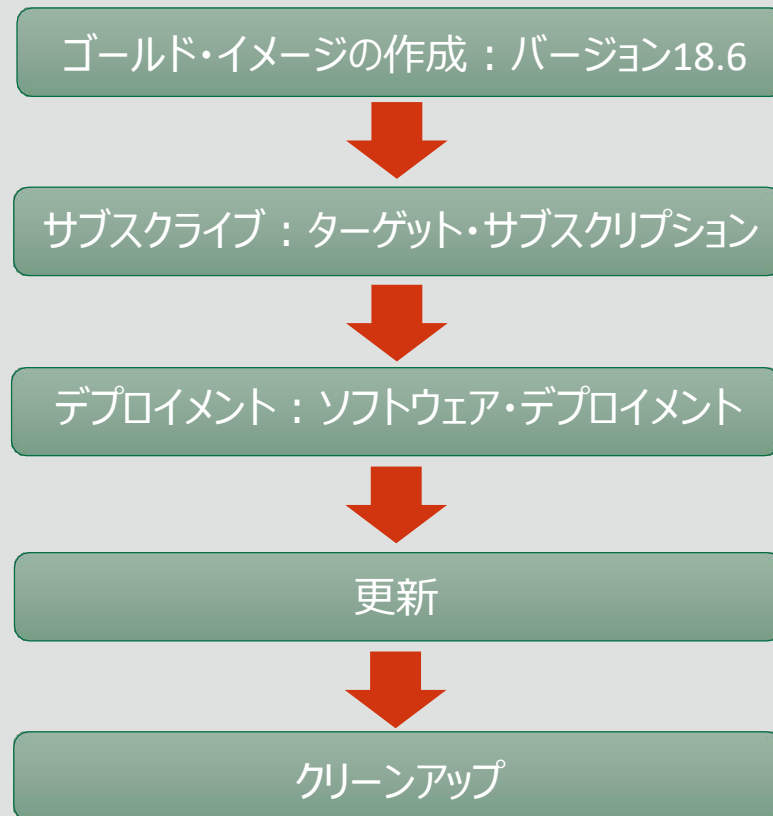 ゴールド・イメージの作成：バージョン18.6
サブスクライブ：ターゲット・サブスクリプション
デプロイメント：ソフトウェア・デプロイメント
更新
クリーンアップ